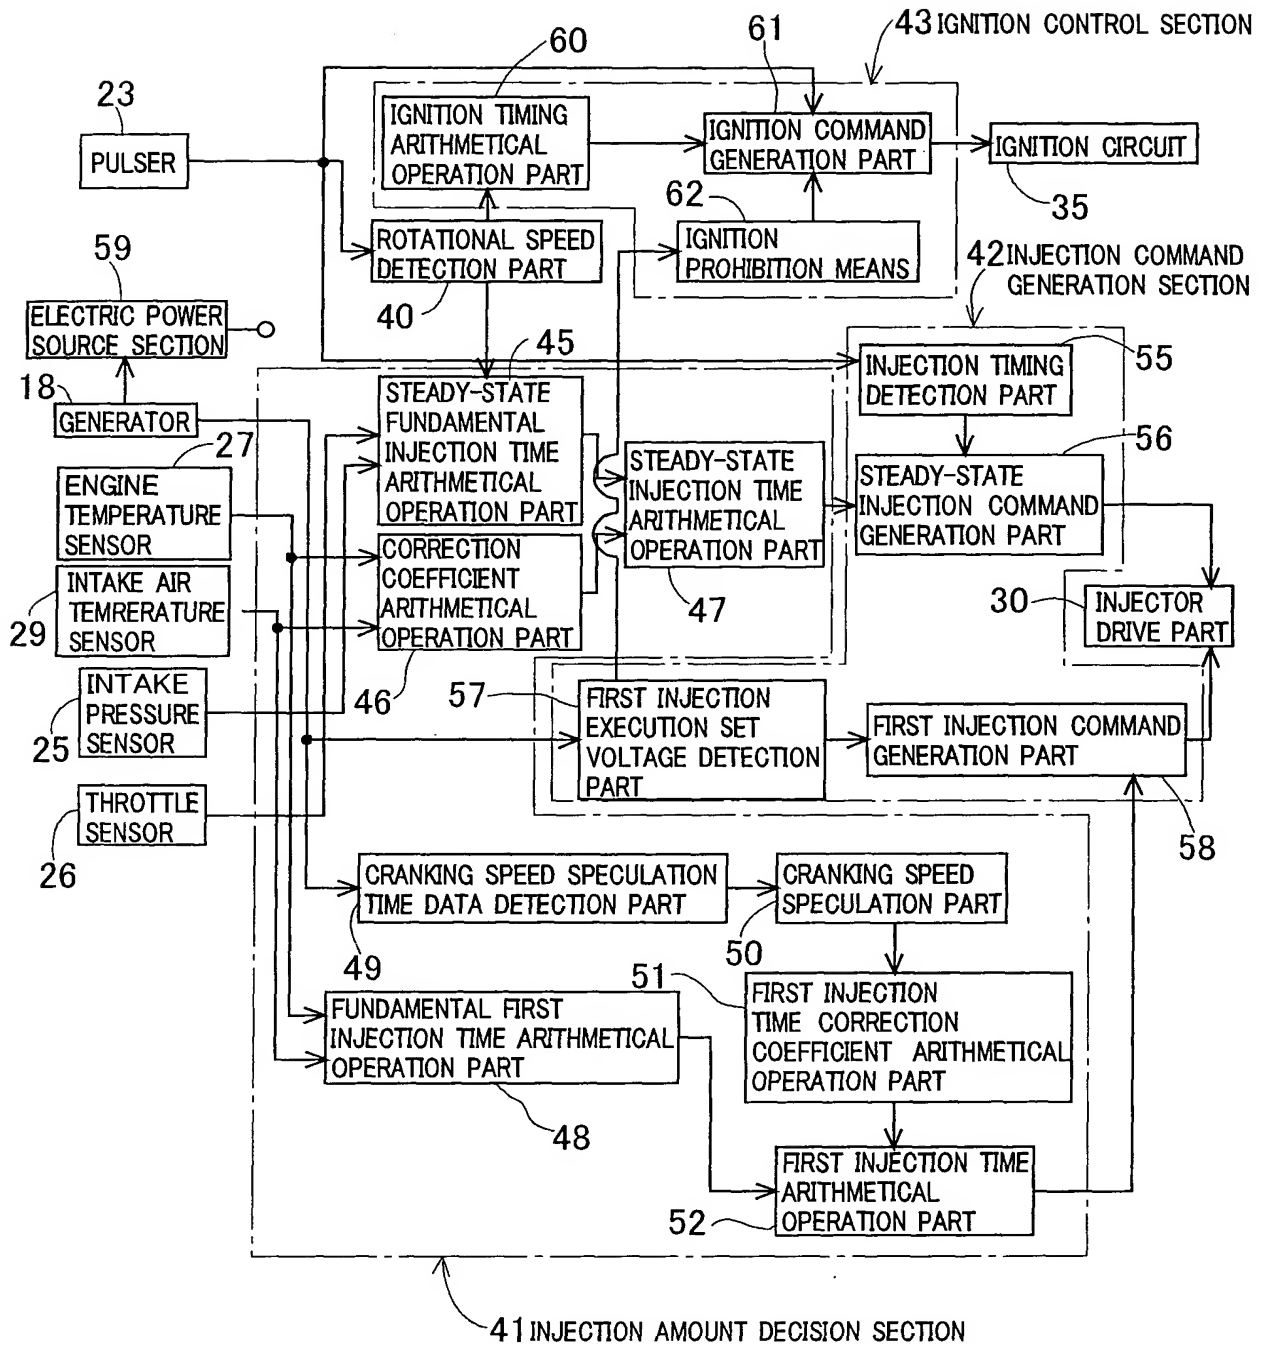 43 IGNITION CONTROL SECTION
60
61
23
IGNITION TIMING
ARITHMETICAL
OPERATION PART
IGNITION COMMAND
GENERATION PART
PULSER
IGNITION CIRCUIT
62
35
59
ROTATIONAL SPEED
DETECTION PART
IGNITION
PROHIBITION MEANS
42 INJECTION COMMAND
GENERATION SECTION
40
ELECTRIC POWER
SOURCE SECTION
45
55
INJECTION TIMING
DETECTION PART
18
GENERATOR
STEADY-STATE
FUNDAMENTAL
INJECTION TIME
ARITHMETICAL
OPERATION PART
27
56
STEADY-STATE
INJECTION TIME
ARITHMETICAL
OPERATION PART
STEADY-STATE
INJECTION COMMAND
GENERATION PART
ENGINE
TEMPERATURE
SENSOR
CORRECTION
COEFFICIENT
ARITHMETICAL
OPERATION PART
INTAKE AIR
TEMRERATURE
SENSOR
29
47
30
INJECTOR
DRIVE PART
46
INTAKE
PRESSURE
SENSOR
25
57
FIRST INJECTION
EXECUTION SET
VOLTAGE DETECTION
PART
FIRST INJECTION COMMAND
GENERATION PART
THROTTLE
SENSOR
26
58
CRANKING SPEED SPECULATION
TIME DATA DETECTION PART
CRANKING SPEED
SPECULATION PART
49
50
51
FUNDAMENTAL FIRST
INJECTION TIME ARITHMETICAL
OPERATION PART
FIRST INJECTION
TIME CORRECTION
COEFFICIENT ARITHMETICAL
OPERATION PART
48
FIRST INJECTION TIME
ARITHMETICAL
OPERATION PART
52
41 INJECTION AMOUNT DECISION SECTION